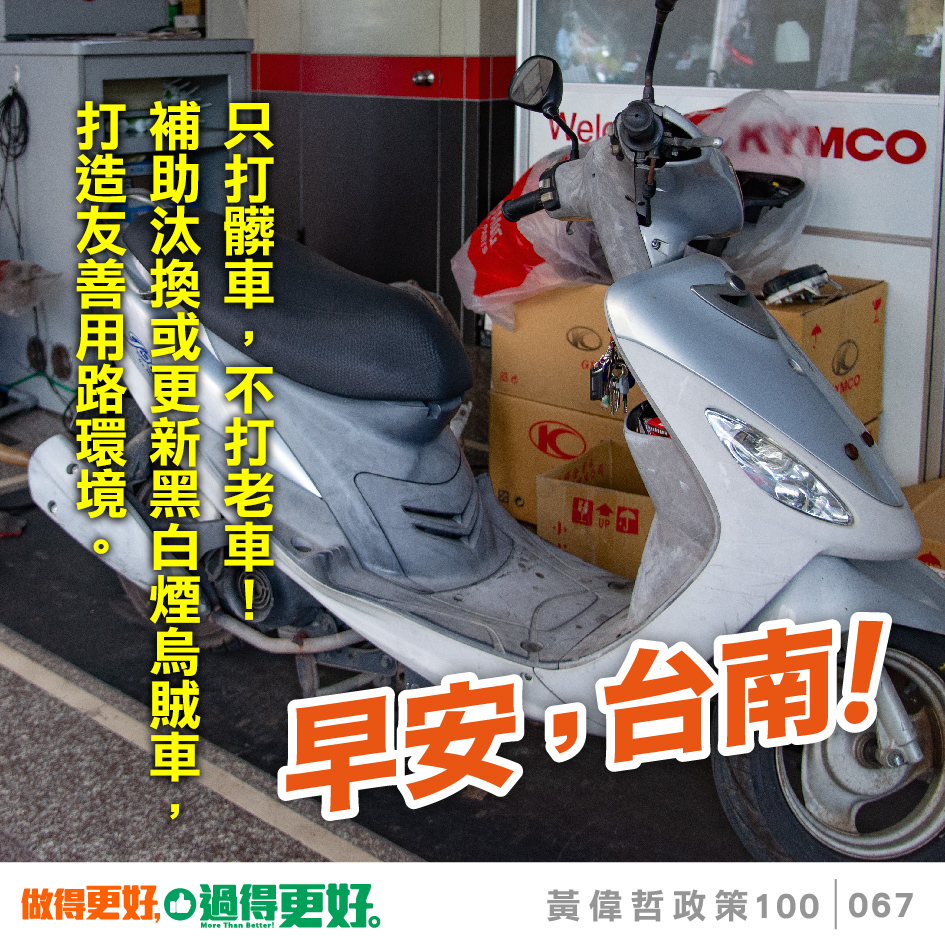 只打髒車，不打老車！
補助汰換或更新黑白煙烏賊車，
打造友善用路環境。
KYMCO
UP
早安，台南！
做得更好，過得更好。
More Than Better!
黃偉哲政策100
067